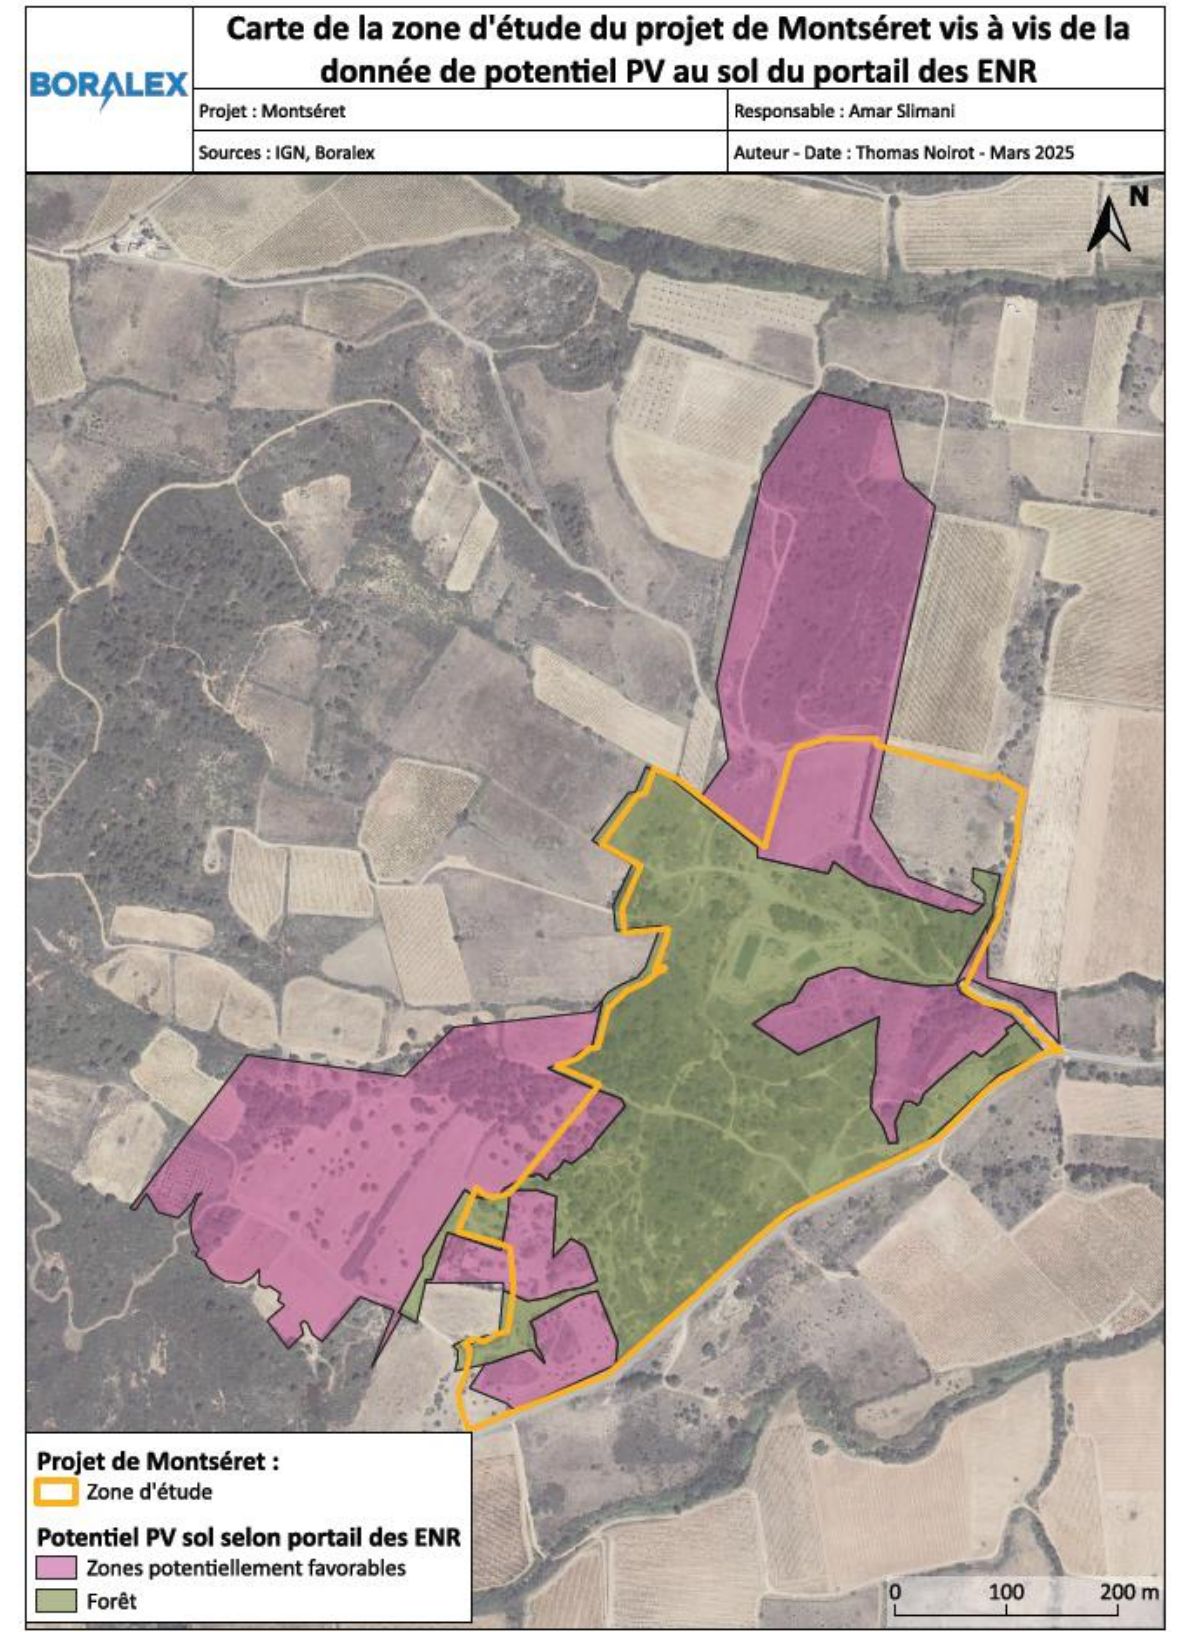 Carte de la zone d'étude du projet de Montséret vis à vis de la
donnée de potentiel PV au sol du portail des ENR
BORALEX
Projet : Montséret
Responsable : Amar Slimani
Sources : IGN, Boralex
Auteur - Date : Thomas Noirot - Mars 2025
N
Projet de Montséret :
Zone d'étude
Potentiel PV sol selon portail des ENR
Zones potentiellement favorables
Forêt
0 100 200 m